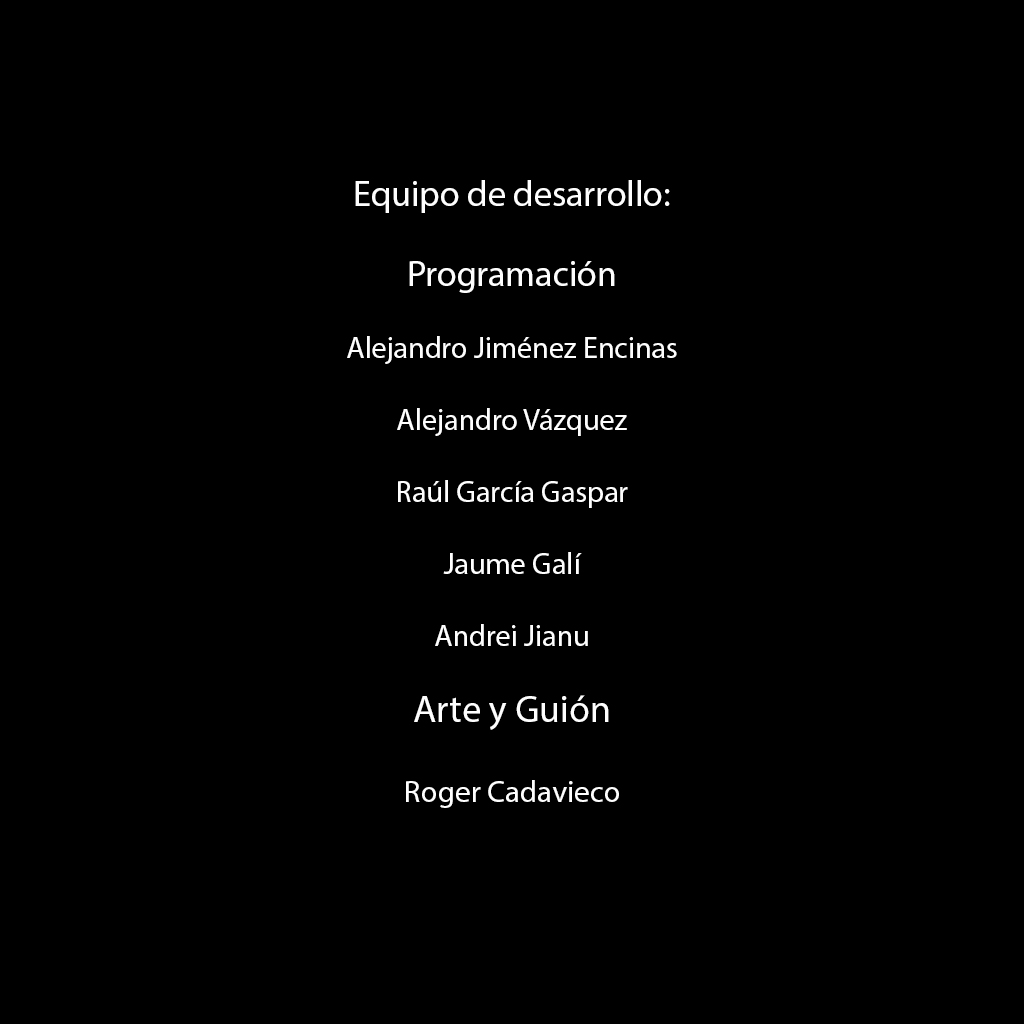 Equipo de desarrollo:
Programación
Alejandro Jiménez Encinas
Alejandro Vázquez
Raúl García Gaspar
Jaume Galí
Andrei Jianu
Arte y Guión
Roger Cadavieco